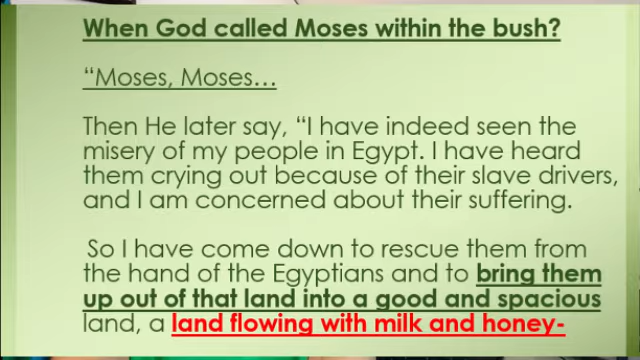 When God called Moses within the bush?
“Moses, Moses…
Then He later say, “I have indeed seen the
misery of my people in Egypt. I have heard
them crying out because of their slave drivers,
and I am concerned about their suffering.
So I have come down to rescue them from
the hand of the Egyptians and to bring them
up out of that land into a good and spacious
land, a land flowing with milk and honey-